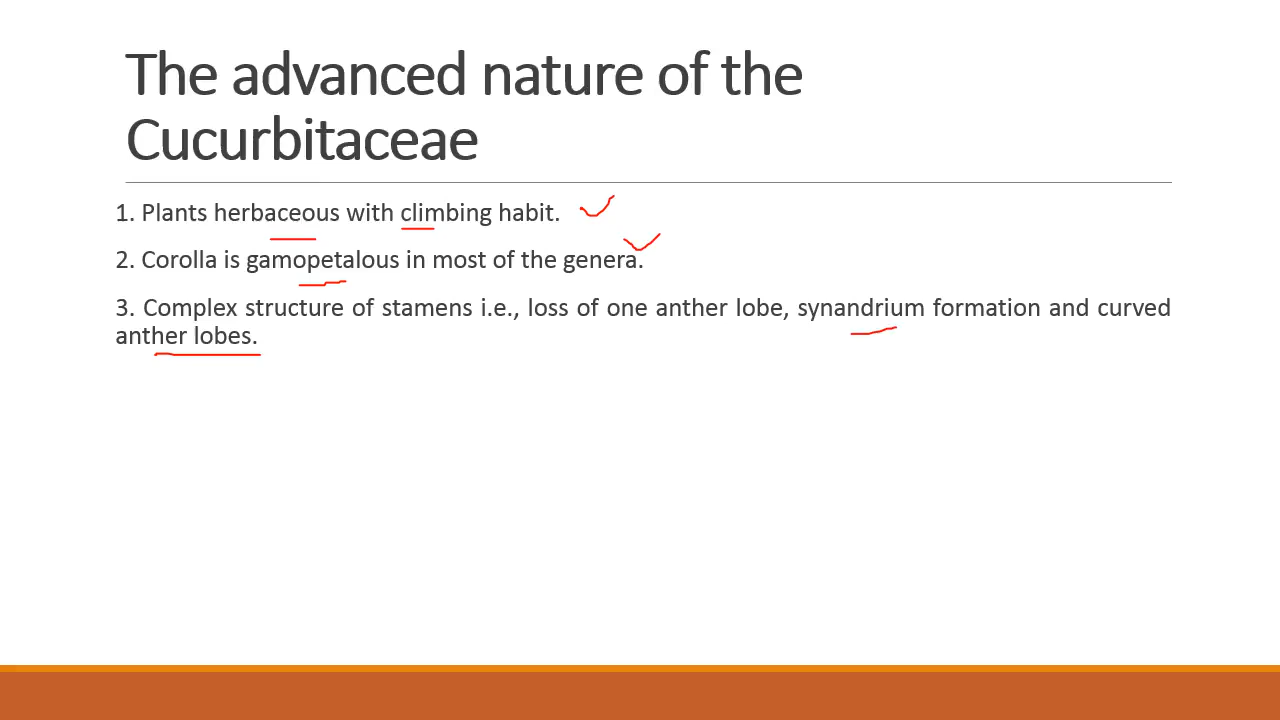 The advanced nature of the
Cucurbitaceae
1. Plants herbaceous with climbing habit.
2. Corolla is gamopetalous in most of the genera.
3. Complex structure of stamens i.e., loss of one anther lobe, synandrium formation and curved
anther lobes.